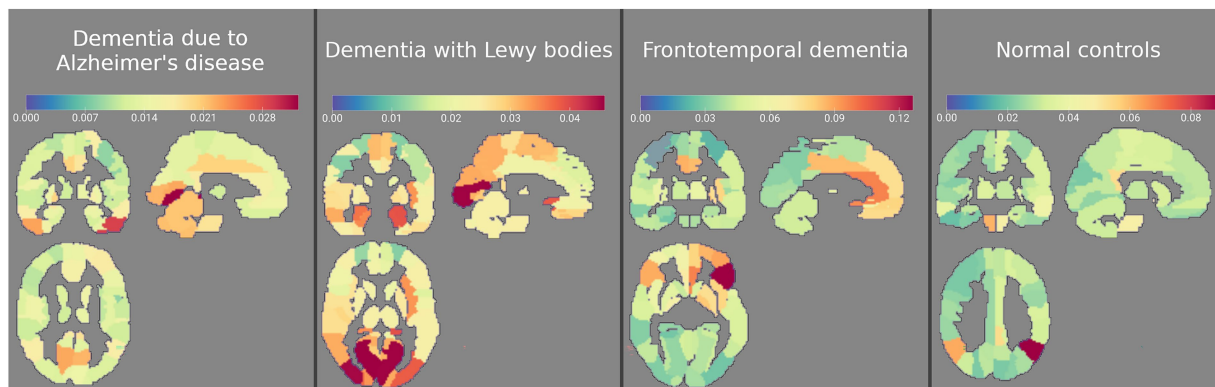 Dementia due to
Alzheimer's disease
0.000 0.007 0.014 0.021 0.028
Dementia with Lewy bodies
0.00 0.01 0.02 0.03 0.04
Frontotemporal dementia
0.00 0.03 0.06 0.09 0.12
Normal controls
0.00 0.02 0.04 0.06 0.08